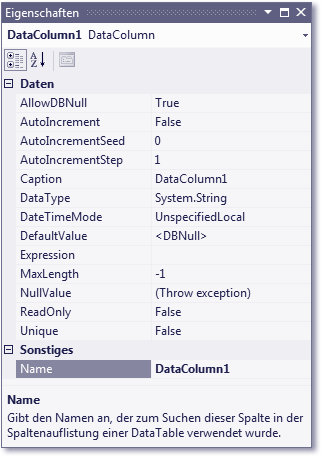 Eigenschaften
DataColumn1 DataColumn
Daten
AllowDBNull True
AutoIncrement False
AutoIncrementSeed 0
AutoIncrementStep 1
Caption DataColumn1
DataType System.String
DateTimeMode UnspecifiedLocal
DefaultValue <DBNull>
Expression
MaxLength -1
NullValue (Throw exception)
ReadOnly False
Unique False
Sonstiges
Name DataColumn1
Name
Gibt den Namen an, der zum Suchen dieser Spalte in der
Spaltenauflistung einer DataTable verwendet wurde.